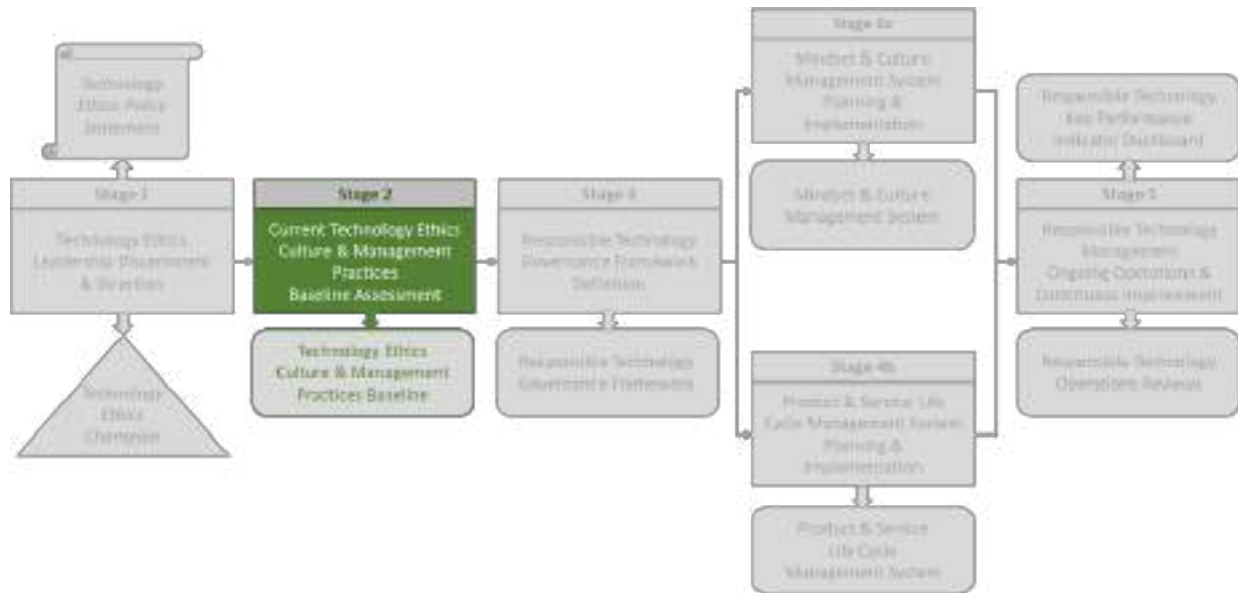 Technology
Ethics Policy
Statement
Stage 1
Technology Ethics
Leadership Discernment
& Direction
Technology
Ethics
Champion
Stage 2
Current Technology Ethics
Culture & Management
Practices
Baseline Assessment
Technology Ethics
Culture & Management
Practices Baseline
Stage
Responsible Technology
Governance Framework
Definition
Responsible Technology
Governance Framework
Stage 4a
Mindset & Culture
Management System
Planning &
Implementation
Mindset & Culture
Management System
Stage 4b
Product & Service Life
Cycle Management System
Planning &
Implementation
Product & Service
Life Cycle
Management System
Responsible Technology
Key Performance
Indicator Dashboard
Stage 5
Responsible Technology
Management
Ongoing Operations &
Continuous Improvement
Responsible Technology
Operations Reviews